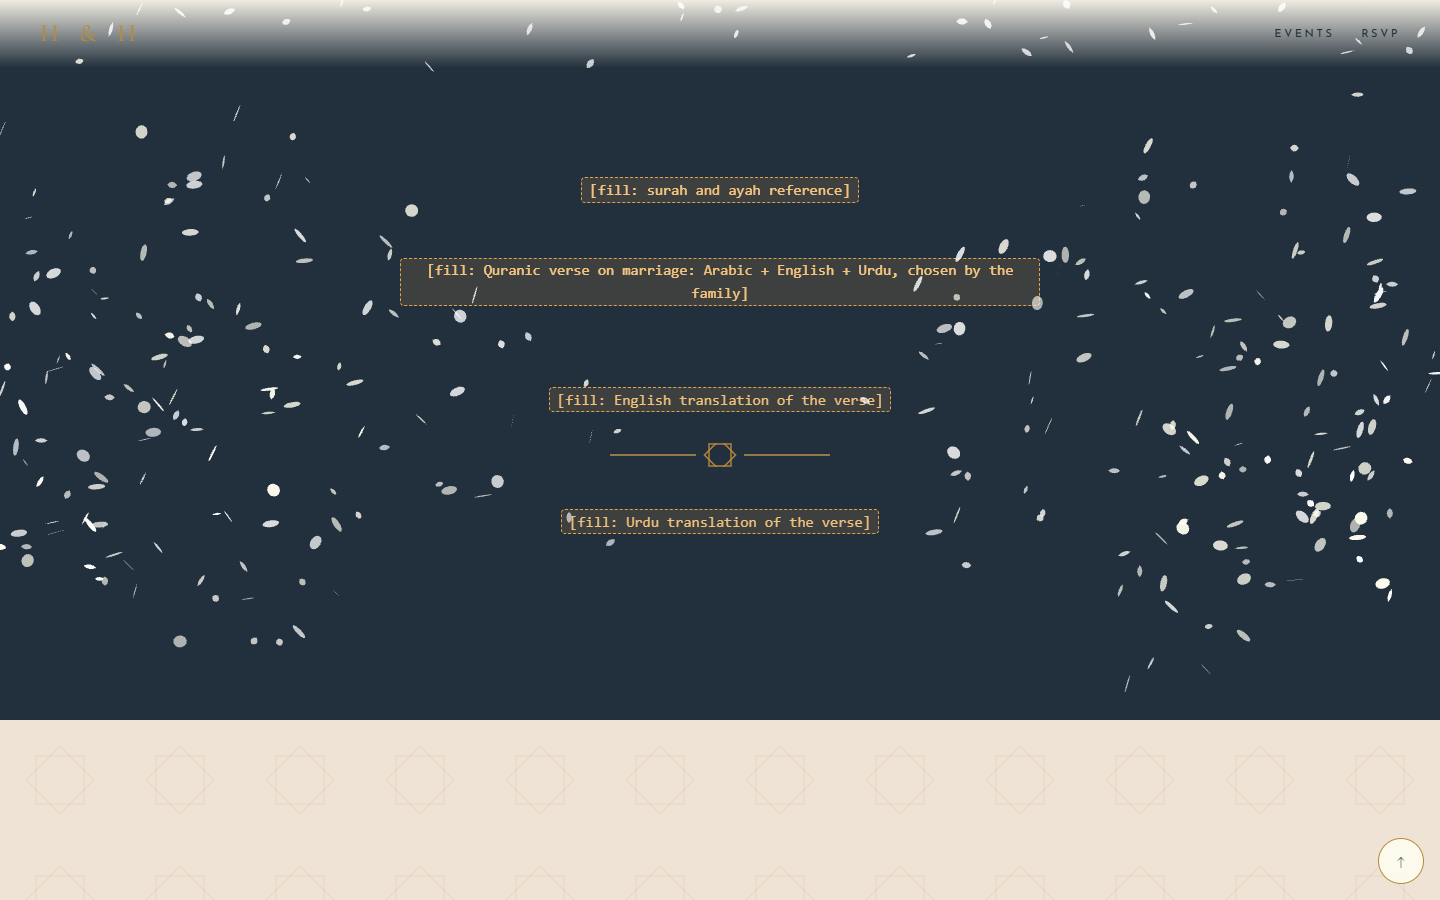 H & H
EVENTS RSVP
[fill: surah and ayah reference]
[fill: Quranic verse on marriage: Arabic + English + Urdu, chosen by the
family]
[fill: English translation of the verse]
[fill: Urdu translation of the verse]
↑